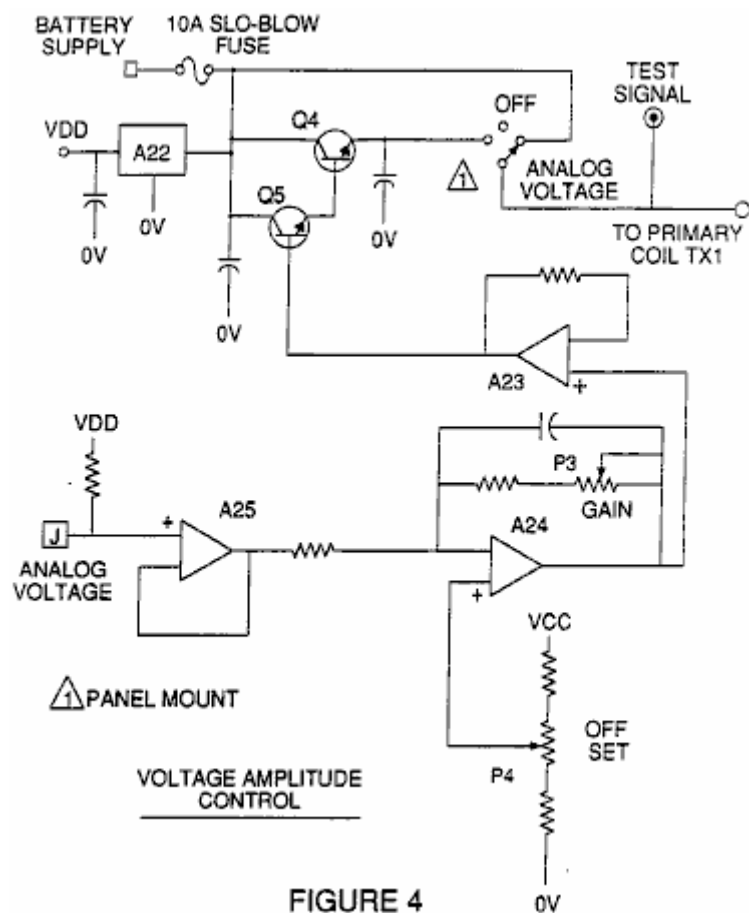 BATTERY
SUPPLY
10A SLO-BLOW
FUSE
TEST
SIGNAL
OFF
Q4
VDD
A22
1
ANALOG
VOLTAGE
Q5
0V
0V
0V
0V
TO PRIMARY
COIL TX1
A23
+
VDD
P3
GAIN
A25
+
J
ANALOG
VOLTAGE
A24
+
VCC
1 PANEL MOUNT
OFF
SET
P4
VOLTAGE AMPLITUDE
CONTROL
0V
FIGURE 4